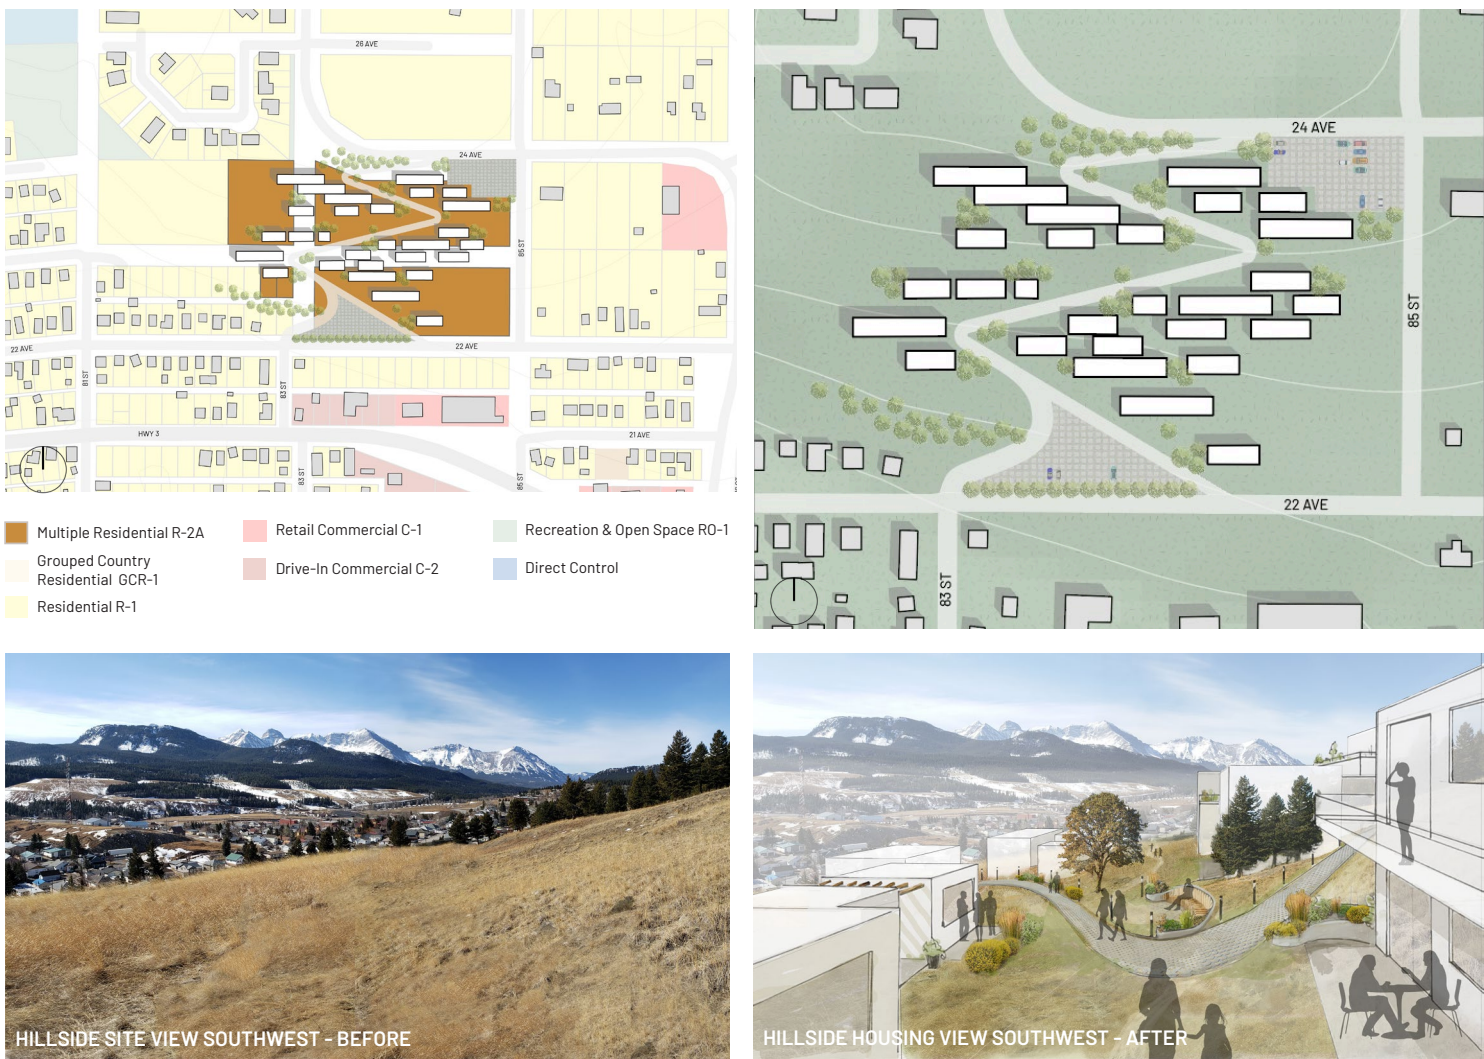 26 AVE
24 AVE
85 ST
22 AVE
22 AVE
81 ST
83 ST
HWY 3
21 AVE
83 ST
85 ST
24 AVE
85 ST
22 AVE
83 ST
Multiple Residential R-2A
Grouped Country
Residential GCR-1
Residential R-1
Retail Commercial C-1
Drive-In Commercial C-2
Recreation & Open Space RO-1
Direct Control
HILLSIDE SITE VIEW SOUTHWEST - BEFORE
HILLSIDE HOUSING VIEW SOUTHWEST - AFTER